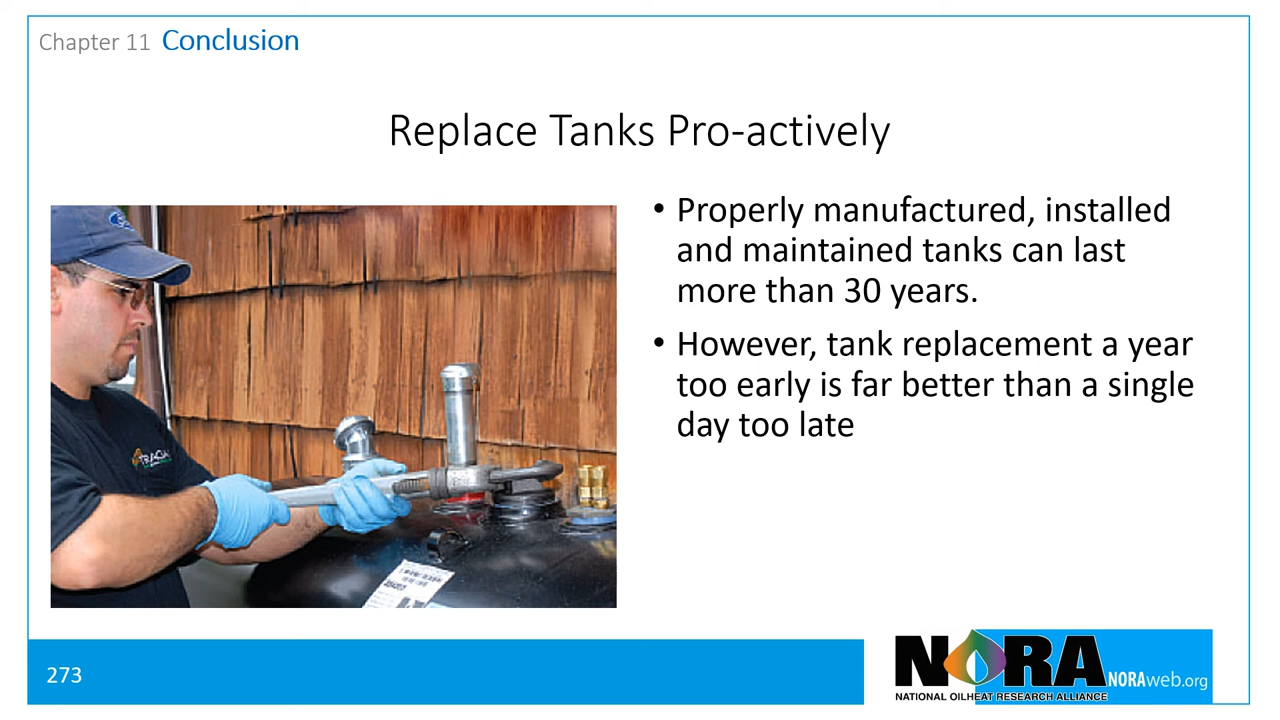 Chapter 11 Conclusion
Replace Tanks Pro-actively
• Properly manufactured, installed
and maintained tanks can last
more than 30 years.
• However, tank replacement a year
too early is far better than a single
day too late
273
NORA
NORAweb.org
NATIONAL OILHEAT RESEARCH ALLIANCE